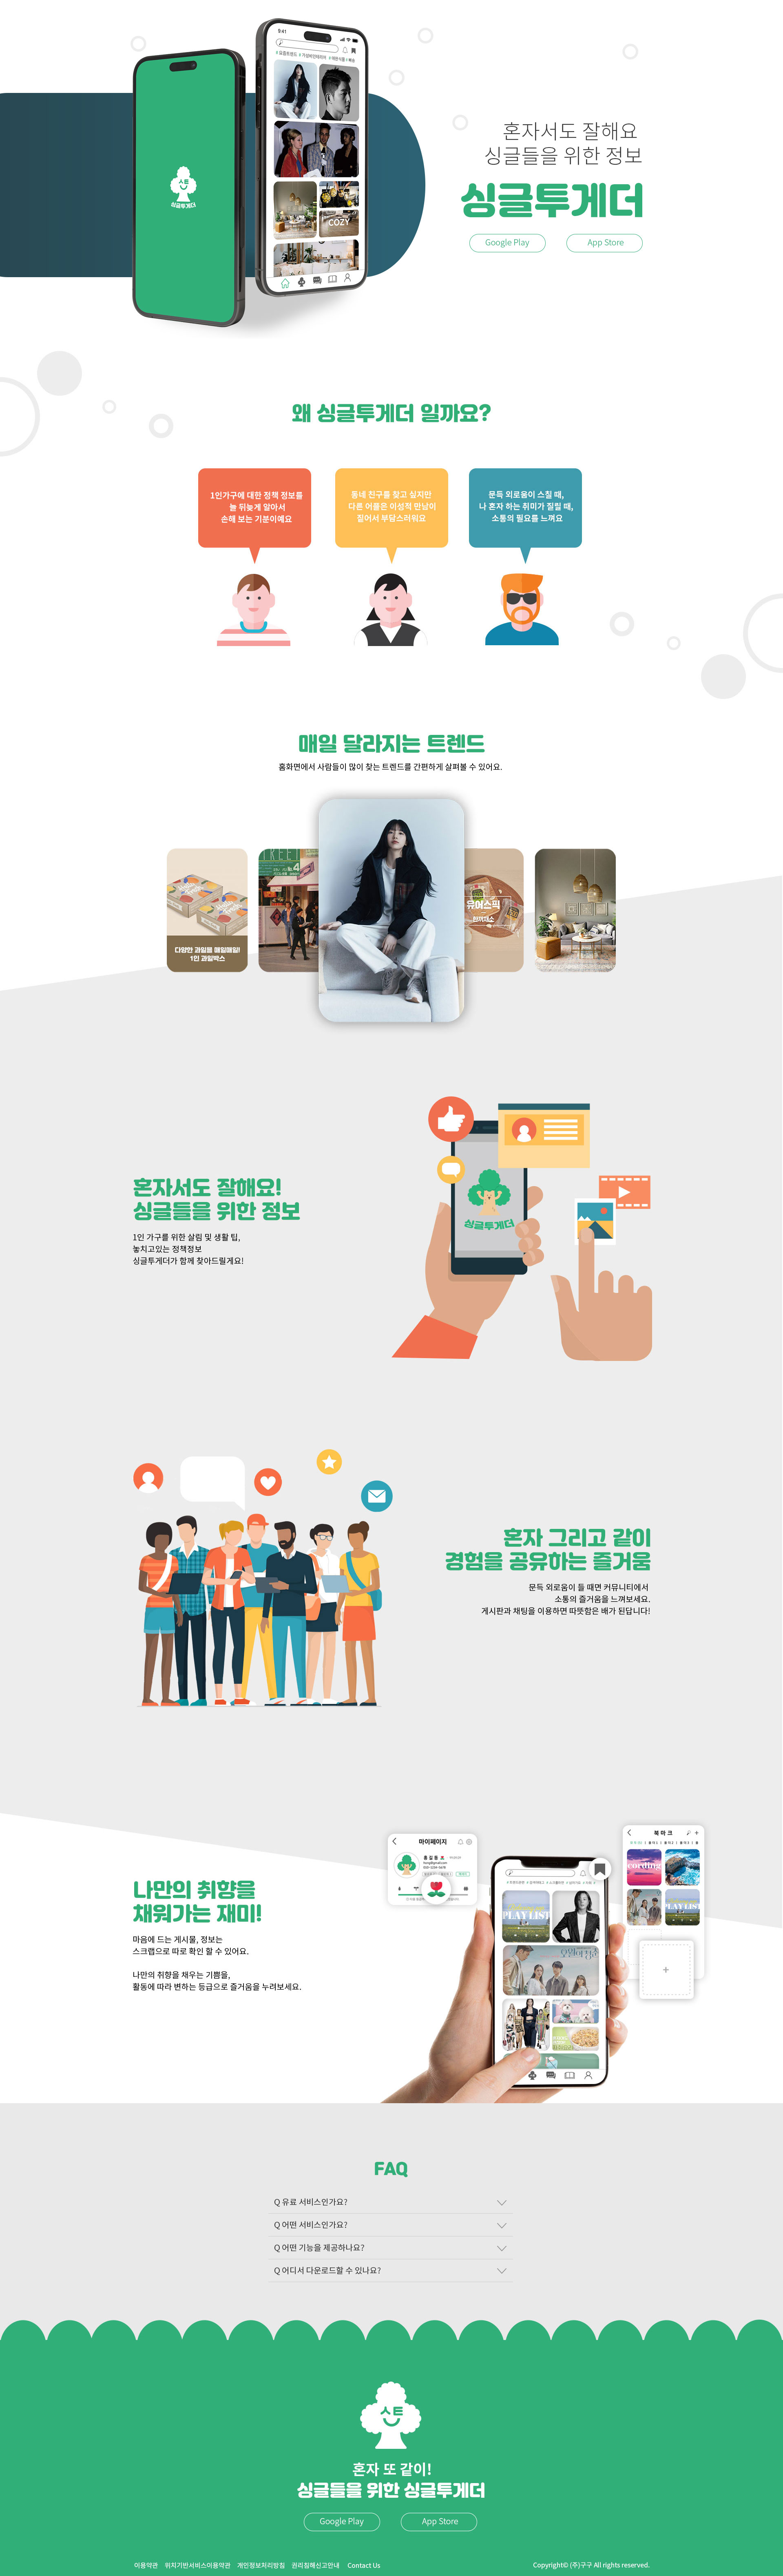 9:41
스트
싱글투게더
COZY
혼자서도 잘해요
싱글들을 위한 정보
싱글투게더
Google Play
App Store
왜 싱글투게더 일까요?
1인가구에 대한 정책 정보를
늘 뒤늦게 알아서
손해 보는 기분이에요
동네 친구를 찾고 싶지만
다른 어플은 이성적 만남이
짙어서 부담스러워요
문득 외로움이 스칠 때,
나 혼자 하는 취미가 질릴 때,
소통의 필요를 느껴요
매일 달라지는 트렌드
홈화면에서 사람들이 많이 찾는 트렌드를 간편하게 살펴볼 수 있어요.
다양한 과일을 매일매일!
1인 과일박스
혼자서도 잘해요!
싱글들을 위한 정보
1인 가구를 위한 살림 및 생활 팁,
놓치고있는 정책정보
싱글투게더가 함께 찾아드릴게요!
싱글투게더
혼자 그리고 같이
경험을 공유하는 즐거움
문득 외로움이 들 때면 커뮤니티에서
소통의 즐거움을 느껴보세요.
게시판과 채팅을 이용하면 따뜻함은 배가 된답니다!
나만의 취향을
채워가는 재미!
마음에 드는 게시물, 정보는
스크랩으로 따로 확인 할 수 있어요.
나만의 취향을 채우는 기쁨을,
활동에 따라 변하는 등급으로 즐거움을 누려보세요.
마이페이지
북마크
PLAYLIST
PLAYLIST
FAQ
Q 유료 서비스인가요?
Q 어떤 서비스인가요?
Q 어떤 기능을 제공하나요?
Q 어디서 다운로드할 수 있나요?
스트
혼자 또 같이!
싱글들을 위한 싱글투게더
Google Play
App Store
이용약관 위치기반서비스이용약관 개인정보처리방침 권리침해신고안내 Contact Us
Copyright© (주)구구 All rights reserved.